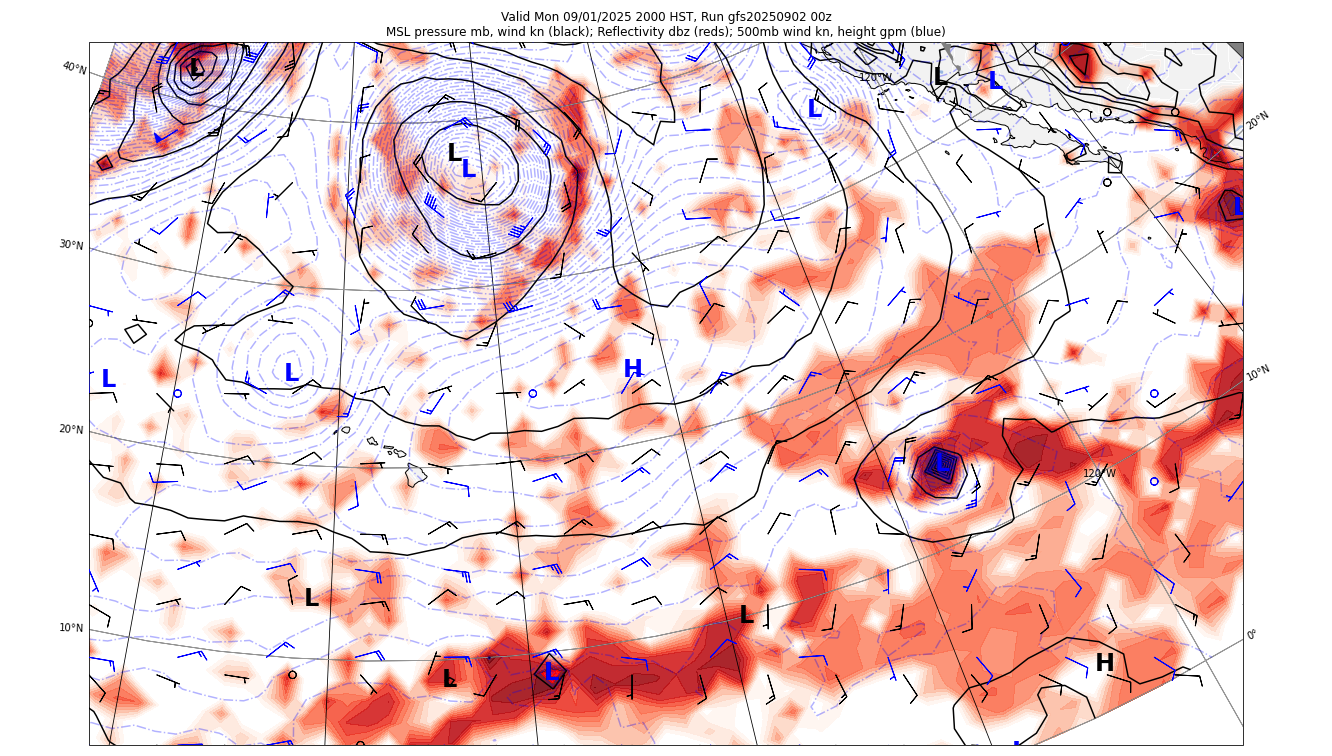 Valid Mon 09/01/2025 2000 HST, Run gfs20250902 00z
MSL pressure mb, wind kn (black); Reflectivity dbz (reds); 500mb wind kn, height gpm (blue)
40°N
L
120°W
L
L
L
20°N
L
L
L
30°N
L
L
H
10°N
20°N
L
120°W
L
L
10°N
0°
H
L
L